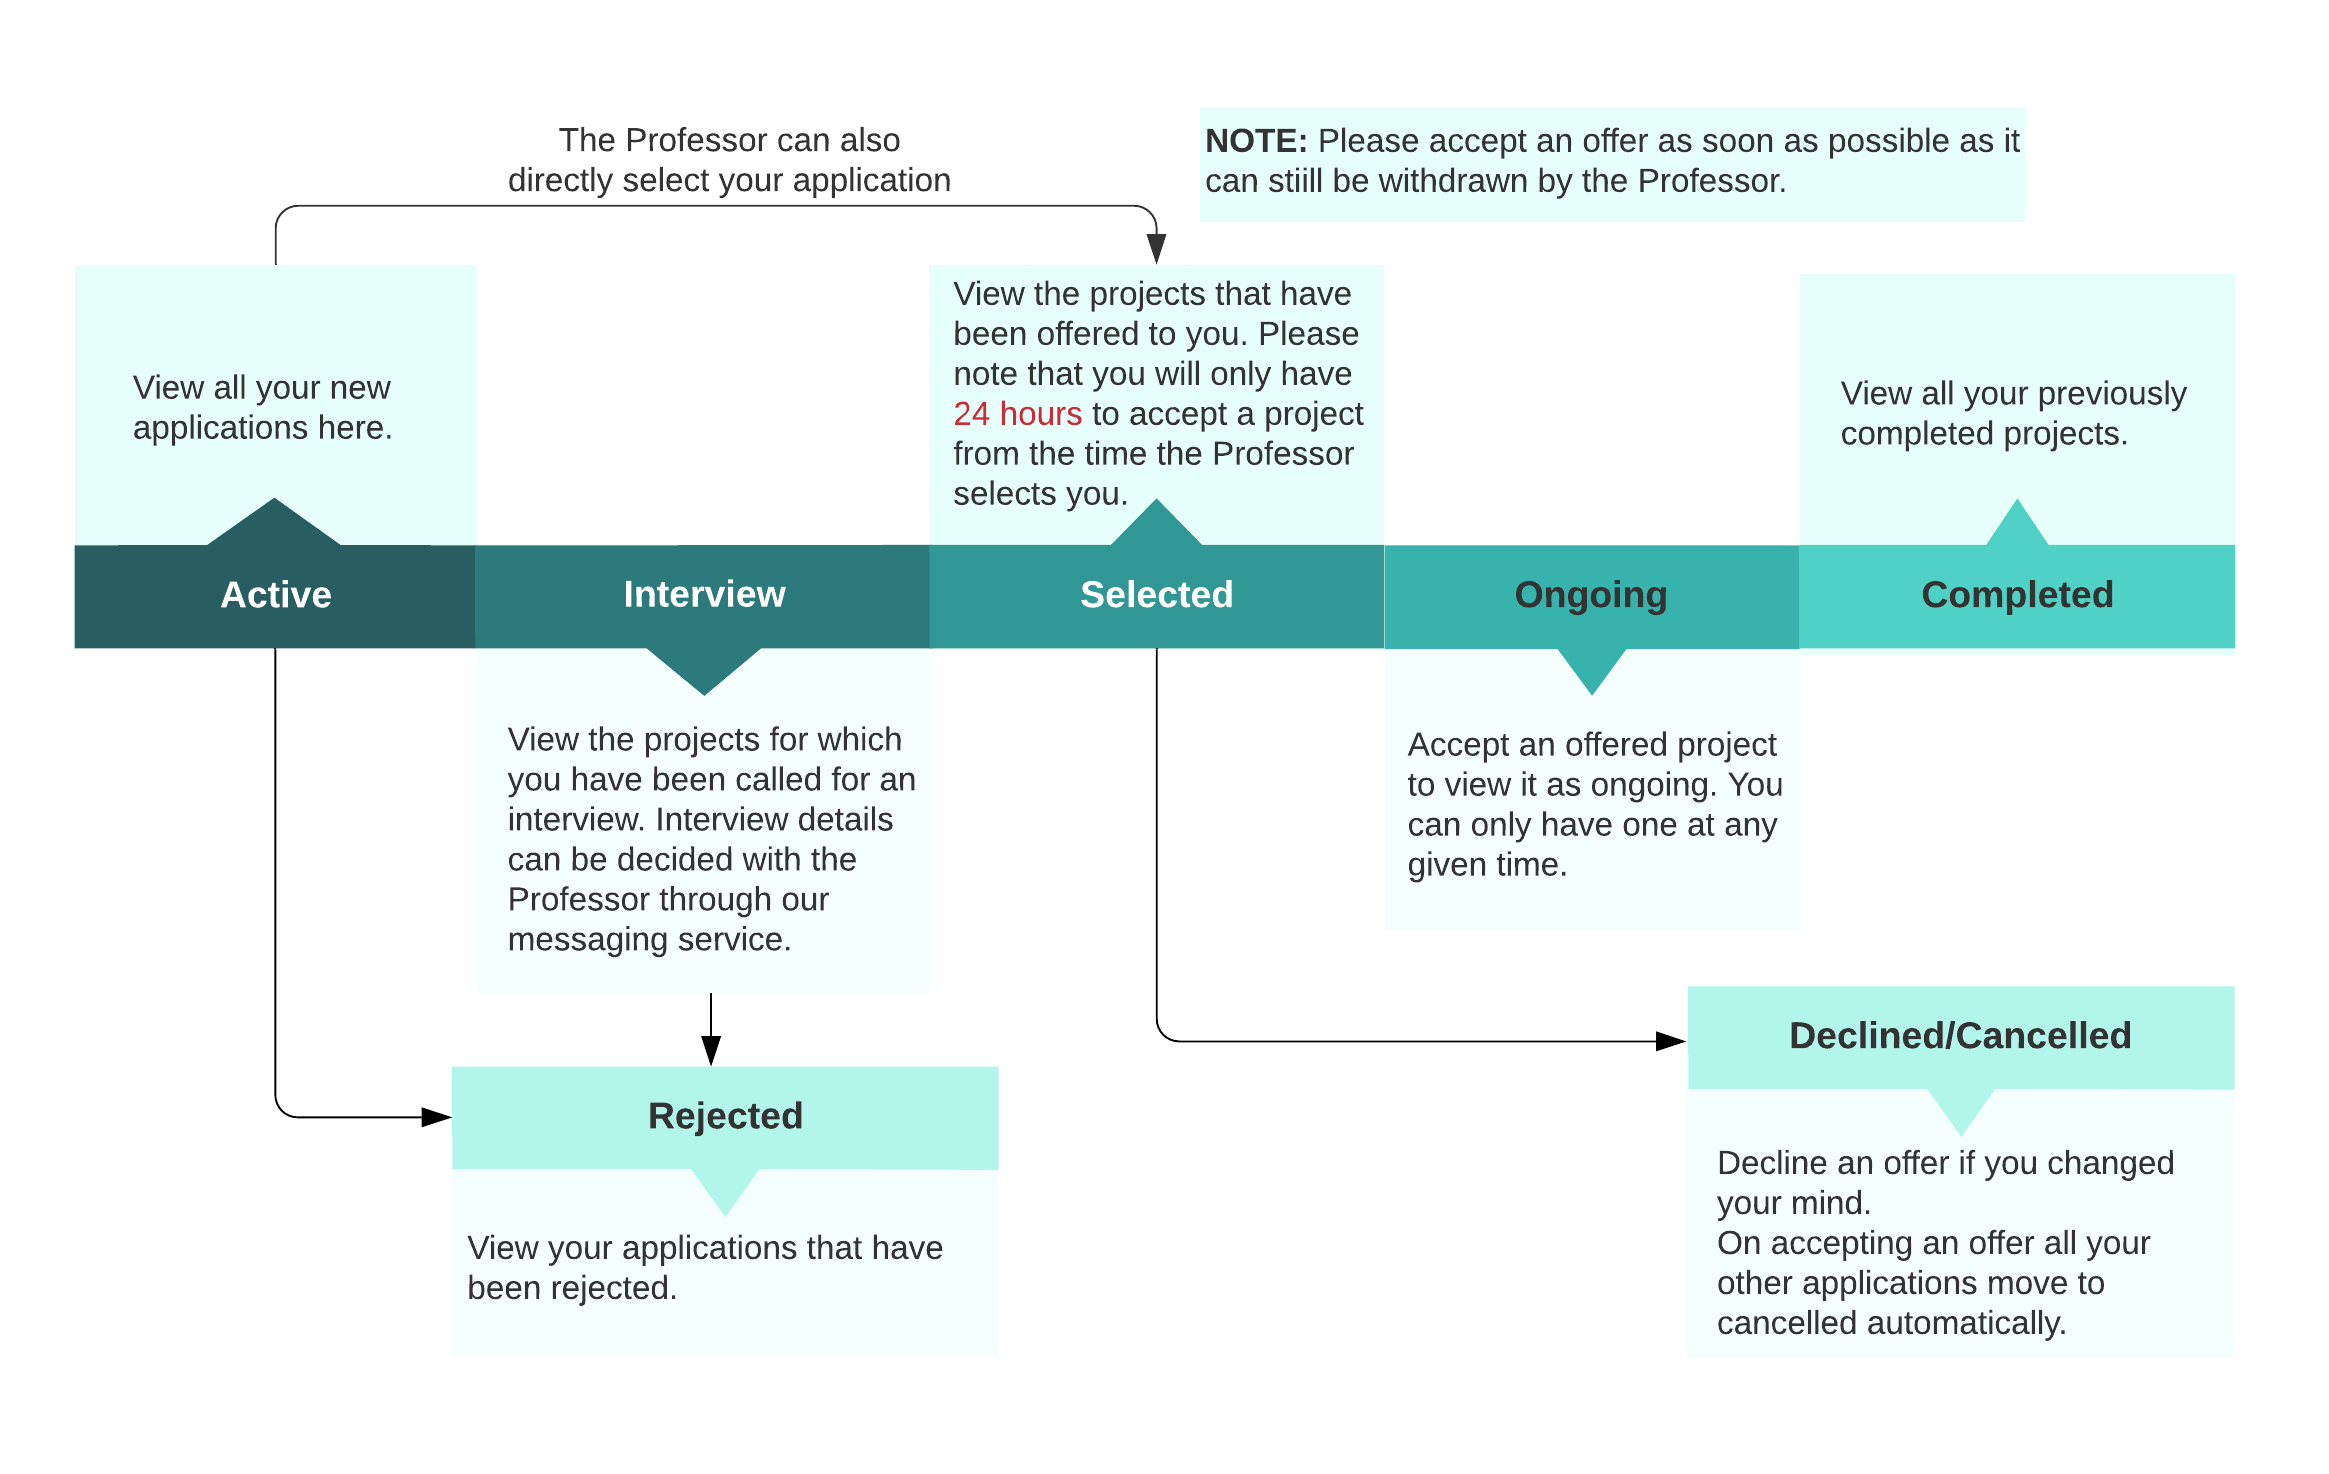 The Professor can also
directly select your application
NOTE: Please accept an offer as soon as possible as it
can stiill be withdrawn by the Professor.
View all your new
applications here.
View the projects that have
been offered to you. Please
note that you will only have
24 hours to accept a project
from the time the Professor
selects you.
View all your previously
completed projects.
Active
Interview
Selected
Ongoing
Completed
View the projects for which
you have been called for an
interview. Interview details
can be decided with the
Professor through our
messaging service.
Accept an offered project
to view it as ongoing. You
can only have one at any
given time.
Rejected
View your applications that have
been rejected.
Declined/Cancelled
Decline an offer if you changed
your mind.
On accepting an offer all your
other applications move to
cancelled automatically.